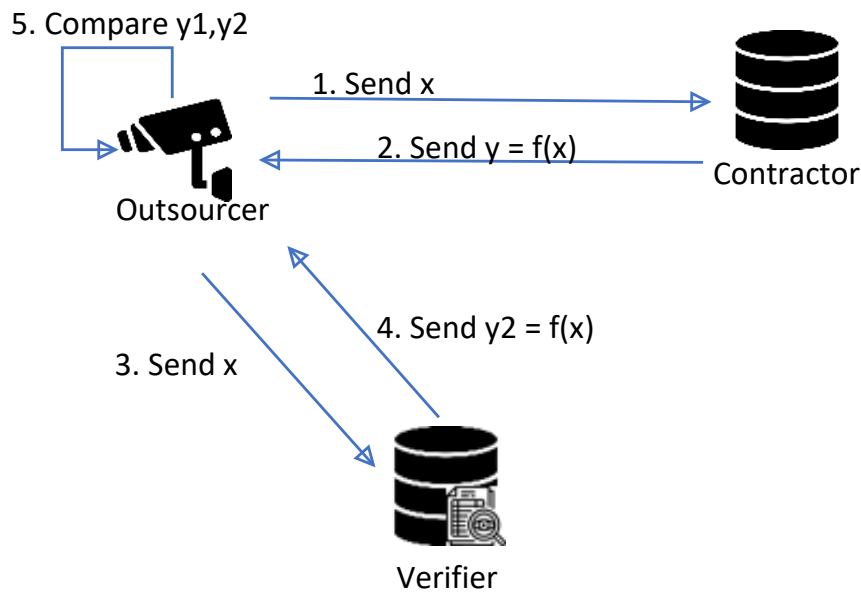 5. Compare y1,y2
1. Send x
2. Send y = f(x)
Contractor
Outsourcer
4. Send y2 = f(x)
3. Send x
Verifier